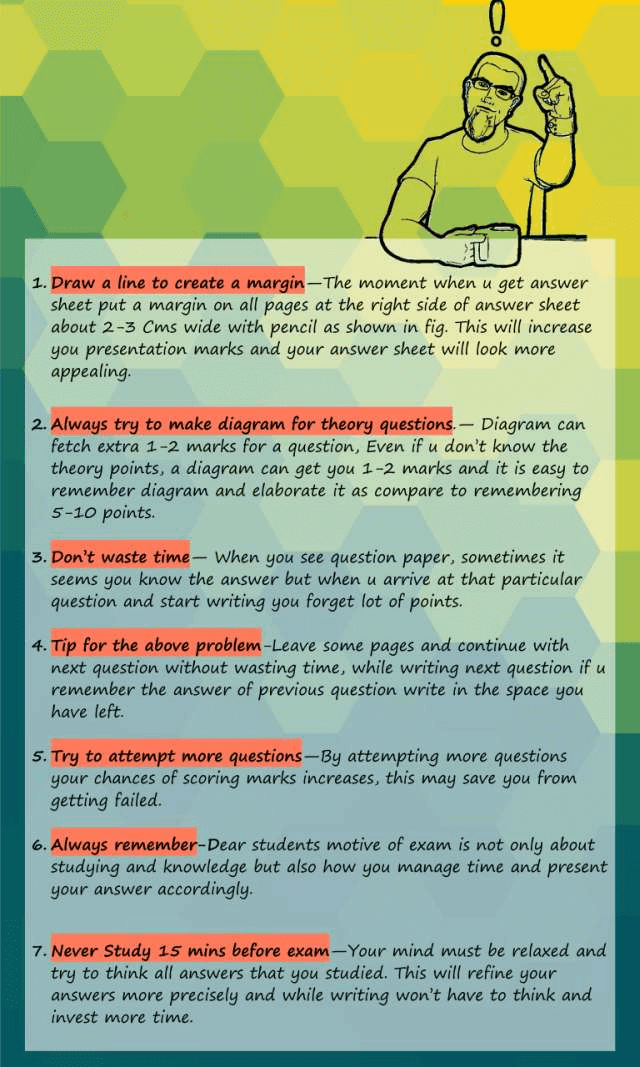 !
1. Draw a line to create a margin—The moment when u get answer
sheet put a margin on all pages at the right side of answer sheet
about 2-3 Cms wide with pencil as shown in fig. This will increase
you presentation marks and your answer sheet will look more
appealing.
2. Always try to make diagram for theory questions.— Diagram can
fetch extra 1-2 marks for a question, Even if u don't know the
theory points, a diagram can get you 1-2 marks and it is easy to
remember diagram and elaborate it as compare to remembering
5-10 points.
3. Don't waste time— When you see question paper, sometimes it
seems you know the answer but when u arrive at that particular
question and start writing you forget lot of points.
4. Tip for the above problem-Leave some pages and continue with
next question without wasting time, while writing next question if u
remember the answer of previous question write in the space you
have left.
5. Try to attempt more questions—By attempting more questions
your chances of scoring marks increases, this may save you from
getting failed.
6. Always remember-Dear students motive of exam is not only about
studying and knowledge but also how you manage time and present
your answer accordingly.
7. Never Study 15 mins before exam—Your mind must be relaxed and
try to think all answers that you studied. This will refine your
answers more precisely and while writing won't have to think and
invest more time.